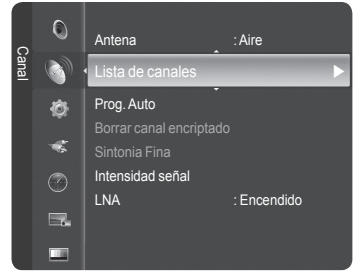 Canal
Antena : Aire
Lista de canales
Prog. Auto
Borrar canal encriptado
Sintonia Fina
Intensidad señal
LNA : Encendido